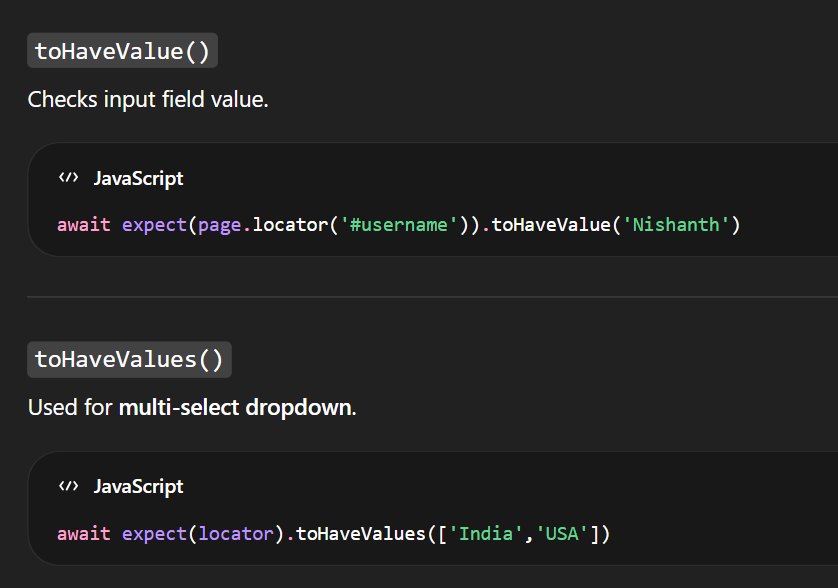 toHaveValue()
Checks input field value.
</> JavaScript
await expect(page.locator('#username')).toHaveValue('Nishanth')
toHaveValues()
Used for multi-select dropdown.
</> JavaScript
await expect(locator).toHaveValues(['India','USA'])